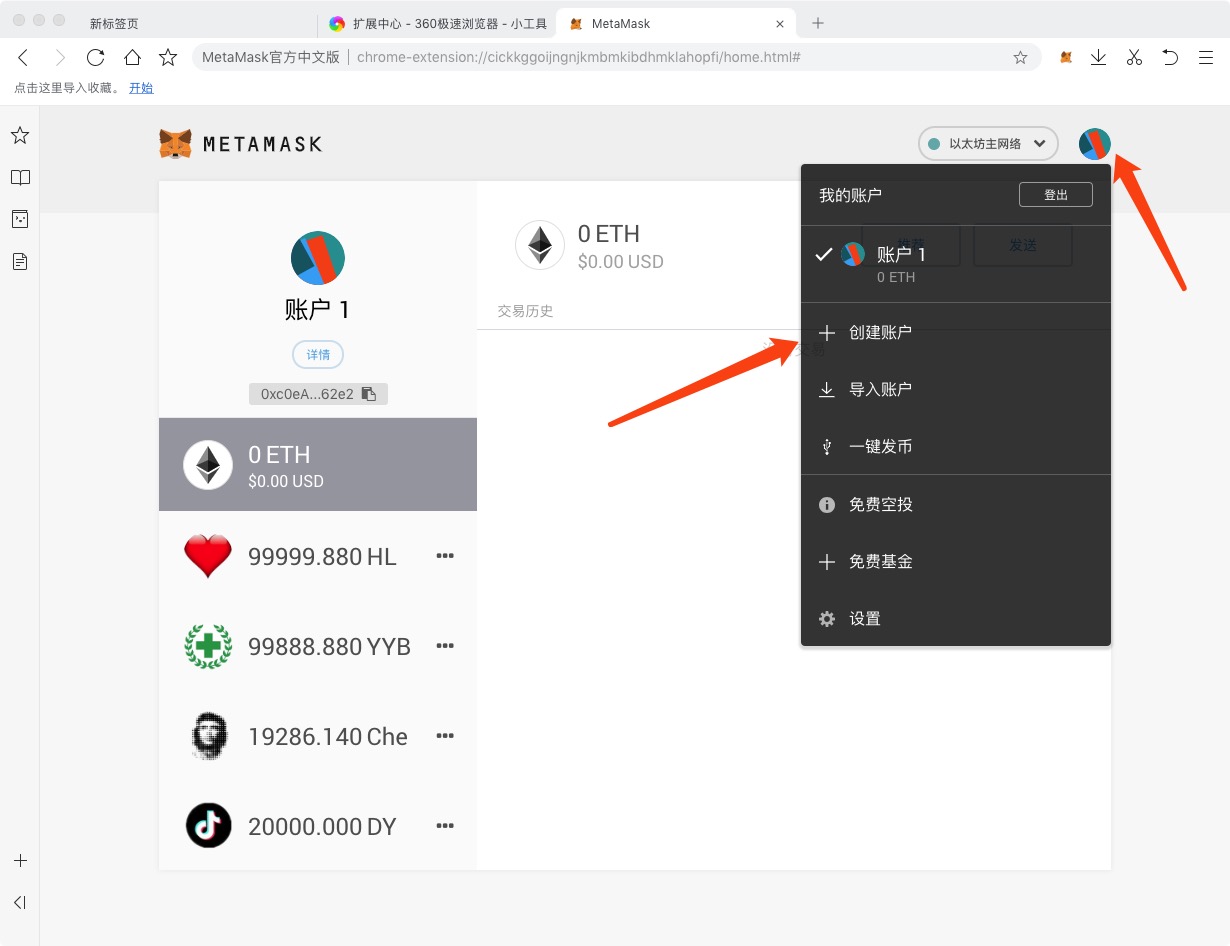 新标签页
扩展中心 - 360极速浏览器 - 小工具
MetaMask
MetaMask官方中文版
chrome-extension://cickkggoijngnjkmbmkibdhmklahopfi/home.html#
点击这里导入收藏。 开始
METAMASK
以太坊主网络
账户 1
详情
0xc0eA...62e2
0 ETH
$0.00 USD
99999.880 HL
99888.880 YYB
19286.140 Che
20000.000 DY
0 ETH
$0.00 USD
发送
交易历史
我的账户
登出
账户 1
0 ETH
创建账户
导入账户
一键发币
免费空投
免费基金
设置